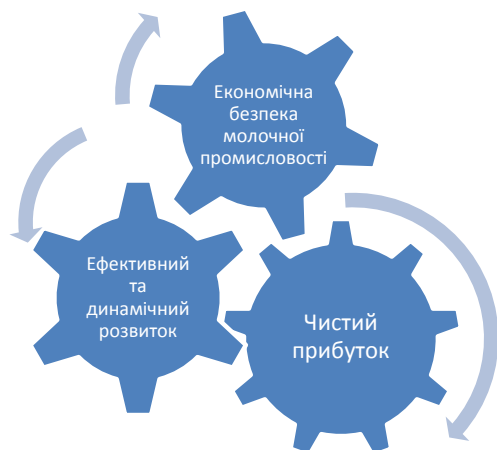 Економічна
безпека
молочної
промисловості
Ефективний
та
динамічний
розвиток
Чистий
прибуток